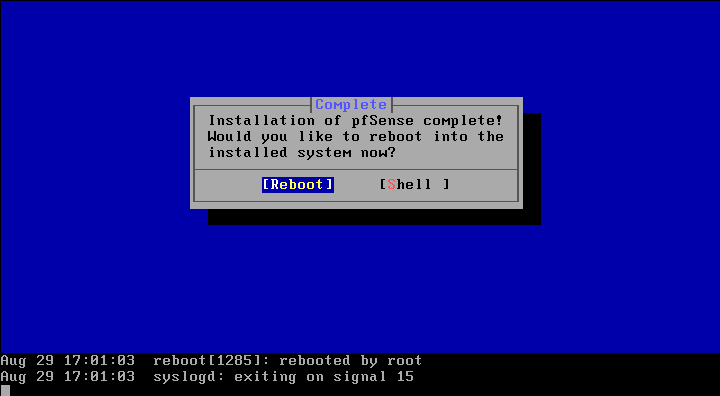 Complete
Installation of pfSense complete!
Would you like to reboot into the
installed system now?
[Reboot] [Shell ]
Aug 29 17:01:03 reboot[1285]: rebooted by root
Aug 29 17:01:03 syslogd: exiting on signal 15